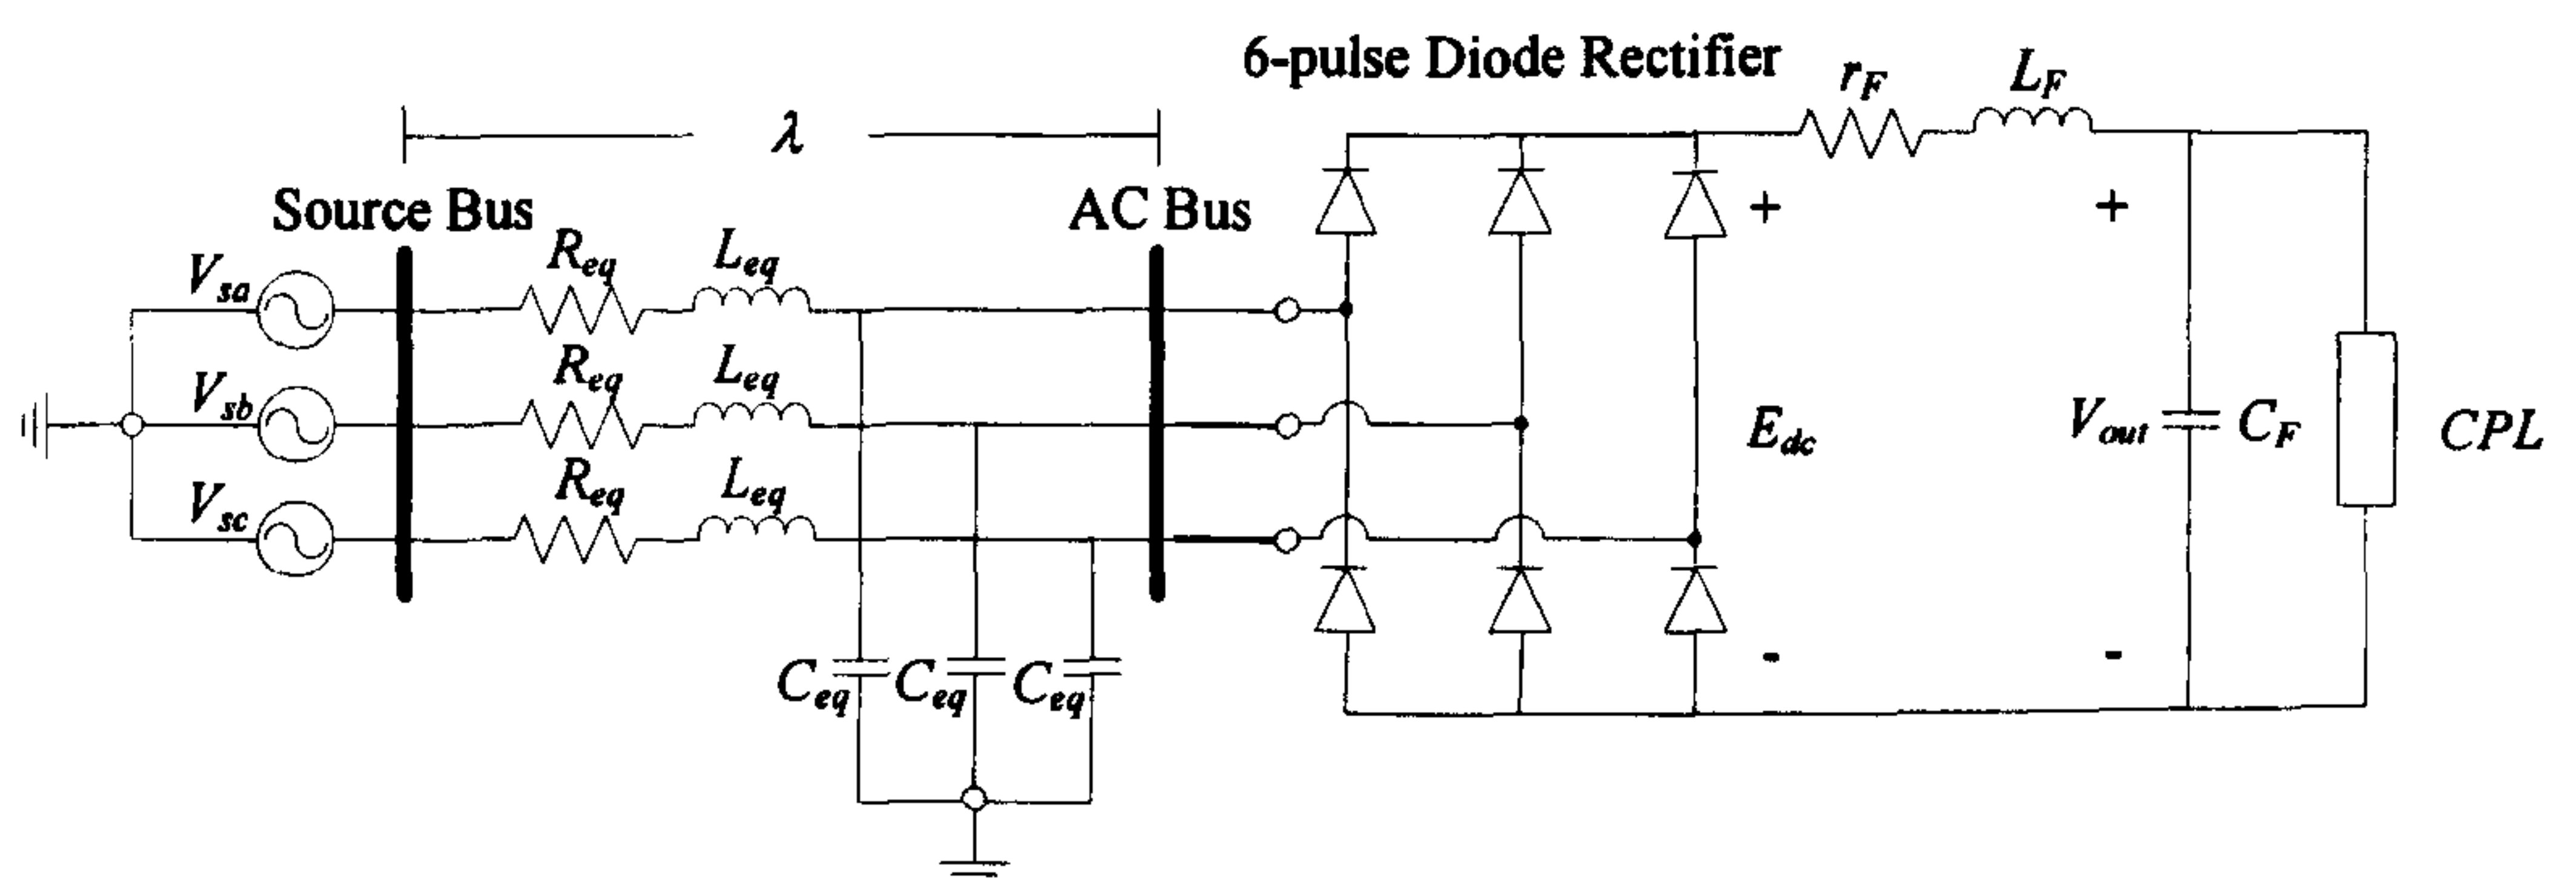 6-pulse Diode Rectifier
r_F
L_F
λ
Source Bus
AC Bus
V_sa
R_eq
L_eq
+
+
V_sb
R_eq
L_eq
E_dc
V_out
C_F
CPL
V_sc
R_eq
L_eq
C_eq
C_eq
C_eq
-
-